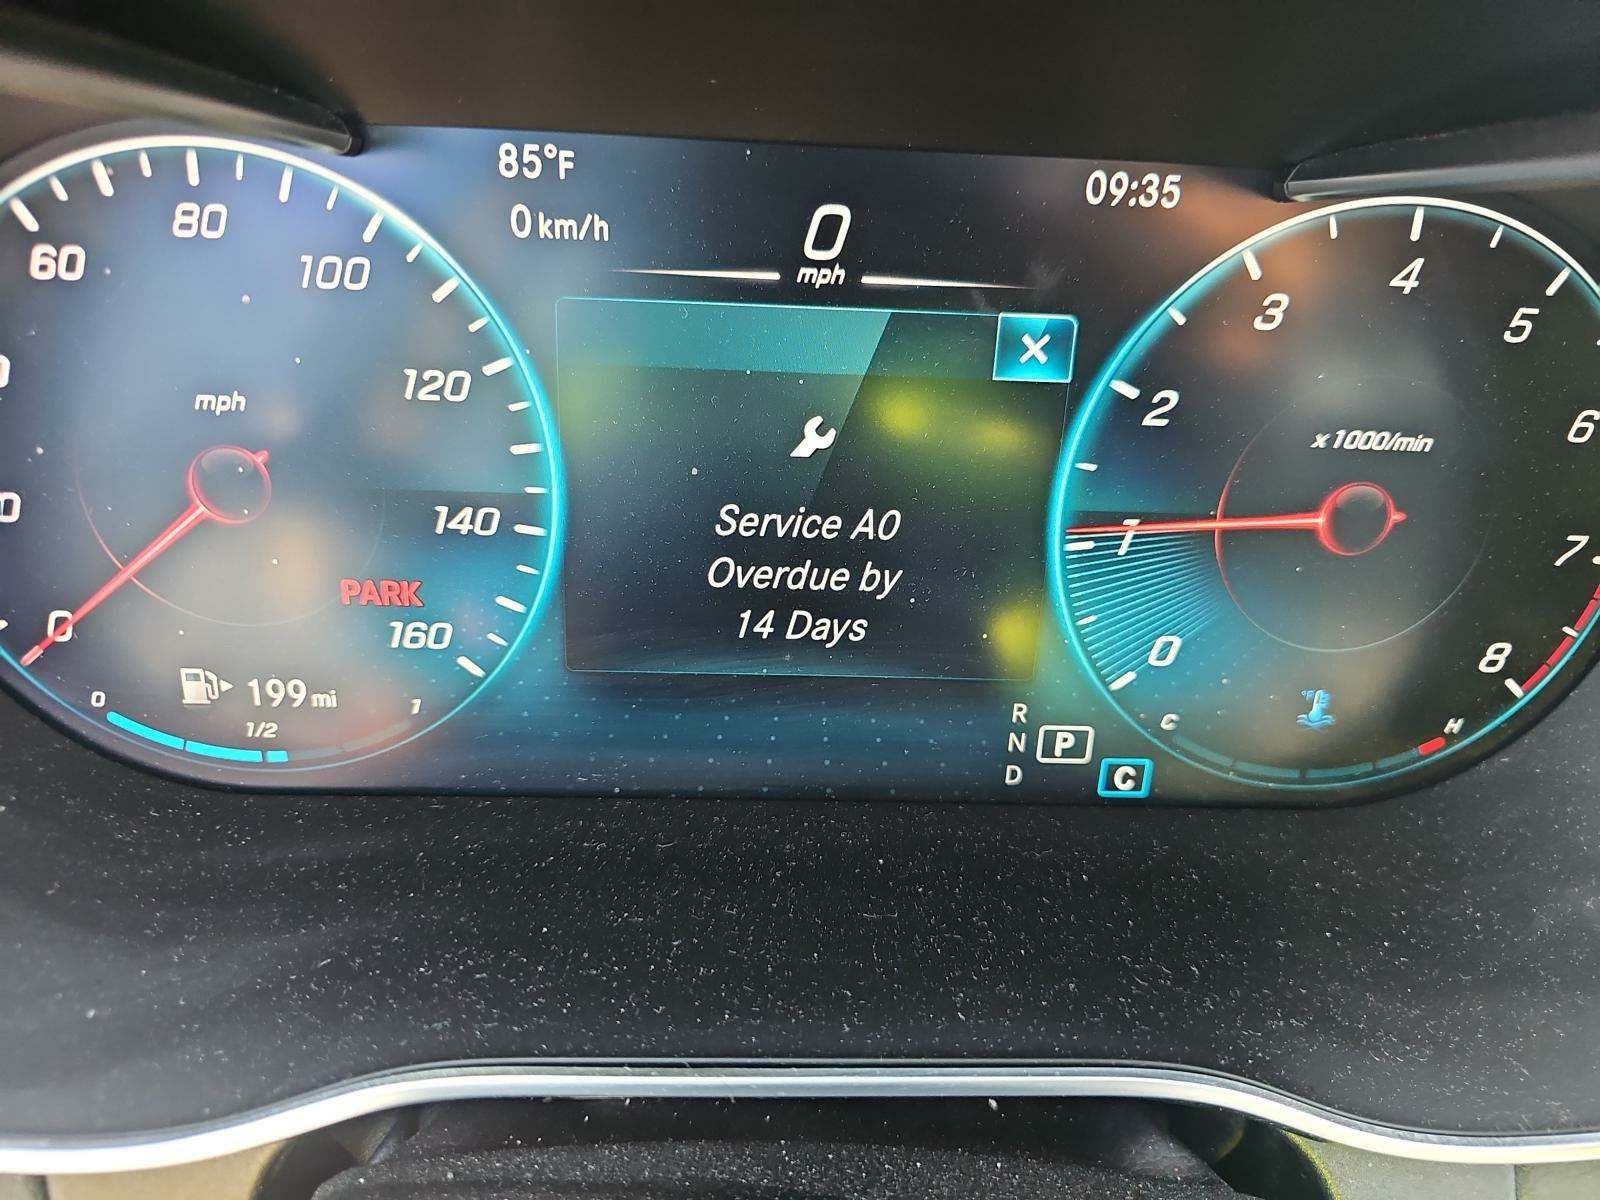 85°F
09:35
0 km/h
0
mph
60
80
100
120
140
160
0
mph
PARK
199 mi
0
1/2
1
Service A0
Overdue by
14 Days
R
N
D
P
C
0
1
2
3
4
5
6
7
8
x 1000/min
C
H